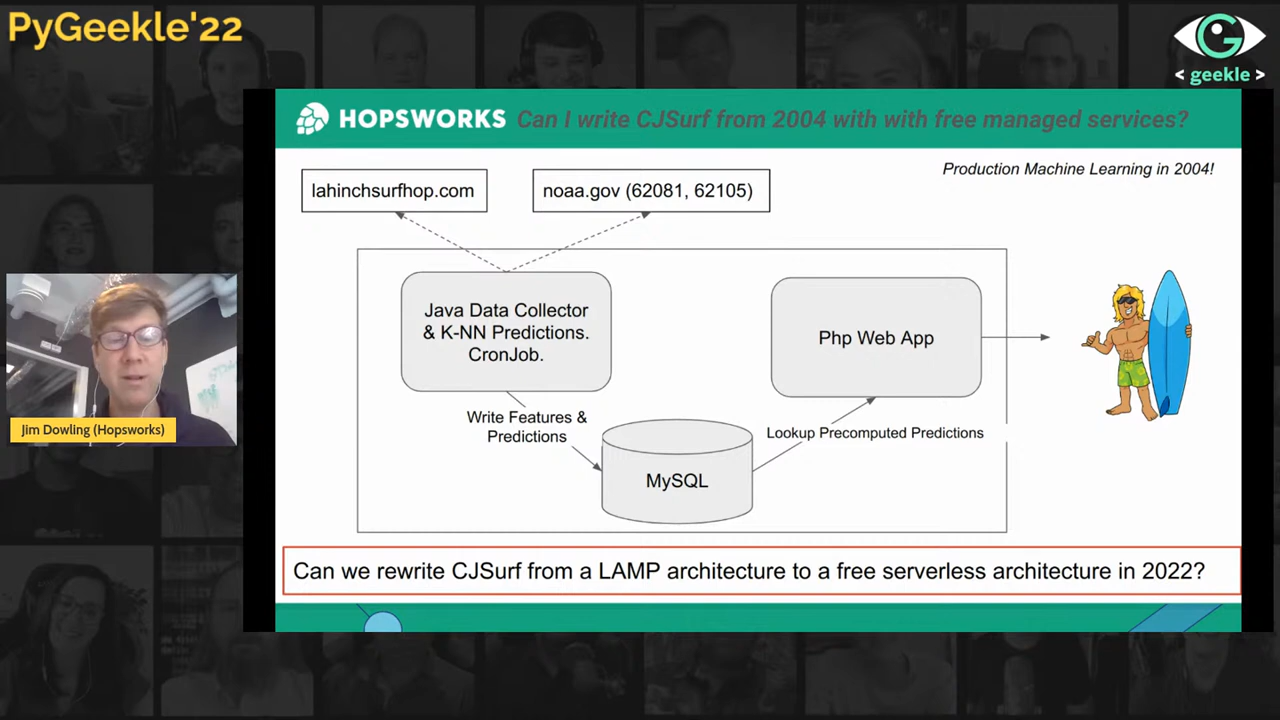 PyGeekle'22
G
< geekle >
HOPSWORKS
Can I write CJSurf from 2004 with with free managed services?
Production Machine Learning in 2004!
lahinchsurfhop.com
noaa.gov (62081, 62105)
Java Data Collector
& K-NN Predictions.
CronJob.
Php Web App
Write Features &
Predictions
Lookup Precomputed Predictions
MySQL
Jim Dowling (Hopsworks)
Can we rewrite CJSurf from a LAMP architecture to a free serverless architecture in 2022?